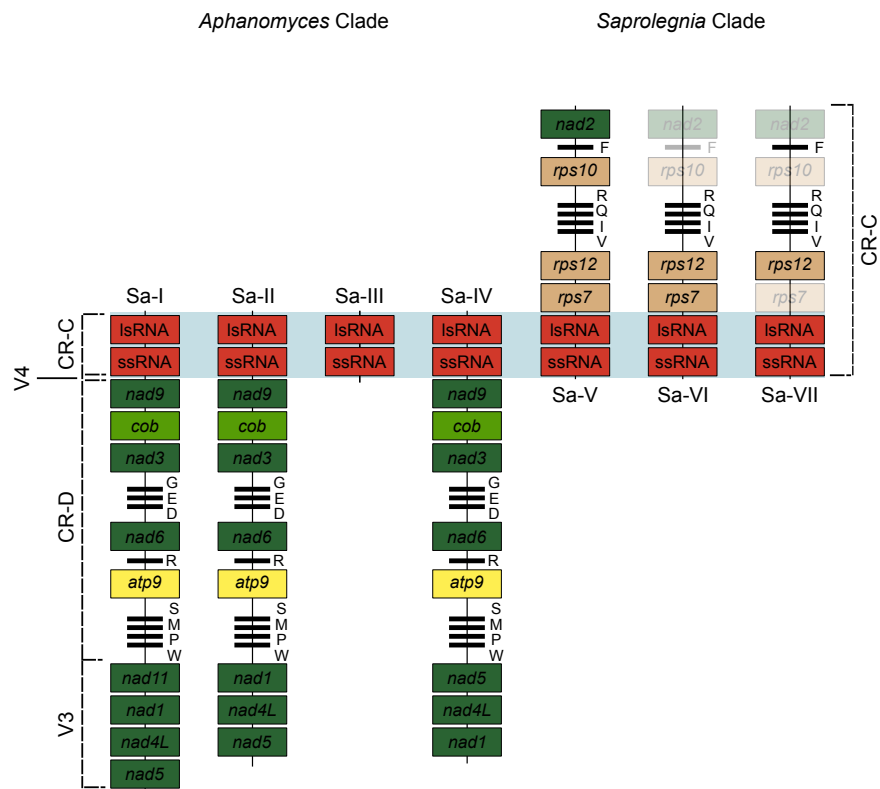 Aphanomyces Clade
Saprolegnia Clade
nad2 nad2 nad2
F F F
rps10 rps10 rps10
R R R
Q Q Q
I I I
V V V
rps12 rps12 rps12
rps7 rps7 rps7
CR-C
Sa-I Sa-II Sa-III Sa-IV
lsRNA lsRNA lsRNA lsRNA lsRNA lsRNA lsRNA
ssRNA ssRNA ssRNA ssRNA ssRNA ssRNA ssRNA
CR-C
V4
Sa-V Sa-VI Sa-VII
nad9 nad9 nad9
cob cob cob
nad3 nad3 nad3
G G G
E E E
D D D
nad6 nad6 nad6
R R R
atp9 atp9 atp9
S S S
M M M
P P P
W W W
CR-D
nad11 nad1 nad5
nad1 nad4L nad4L
nad4L nad5 nad1
nad5
V3